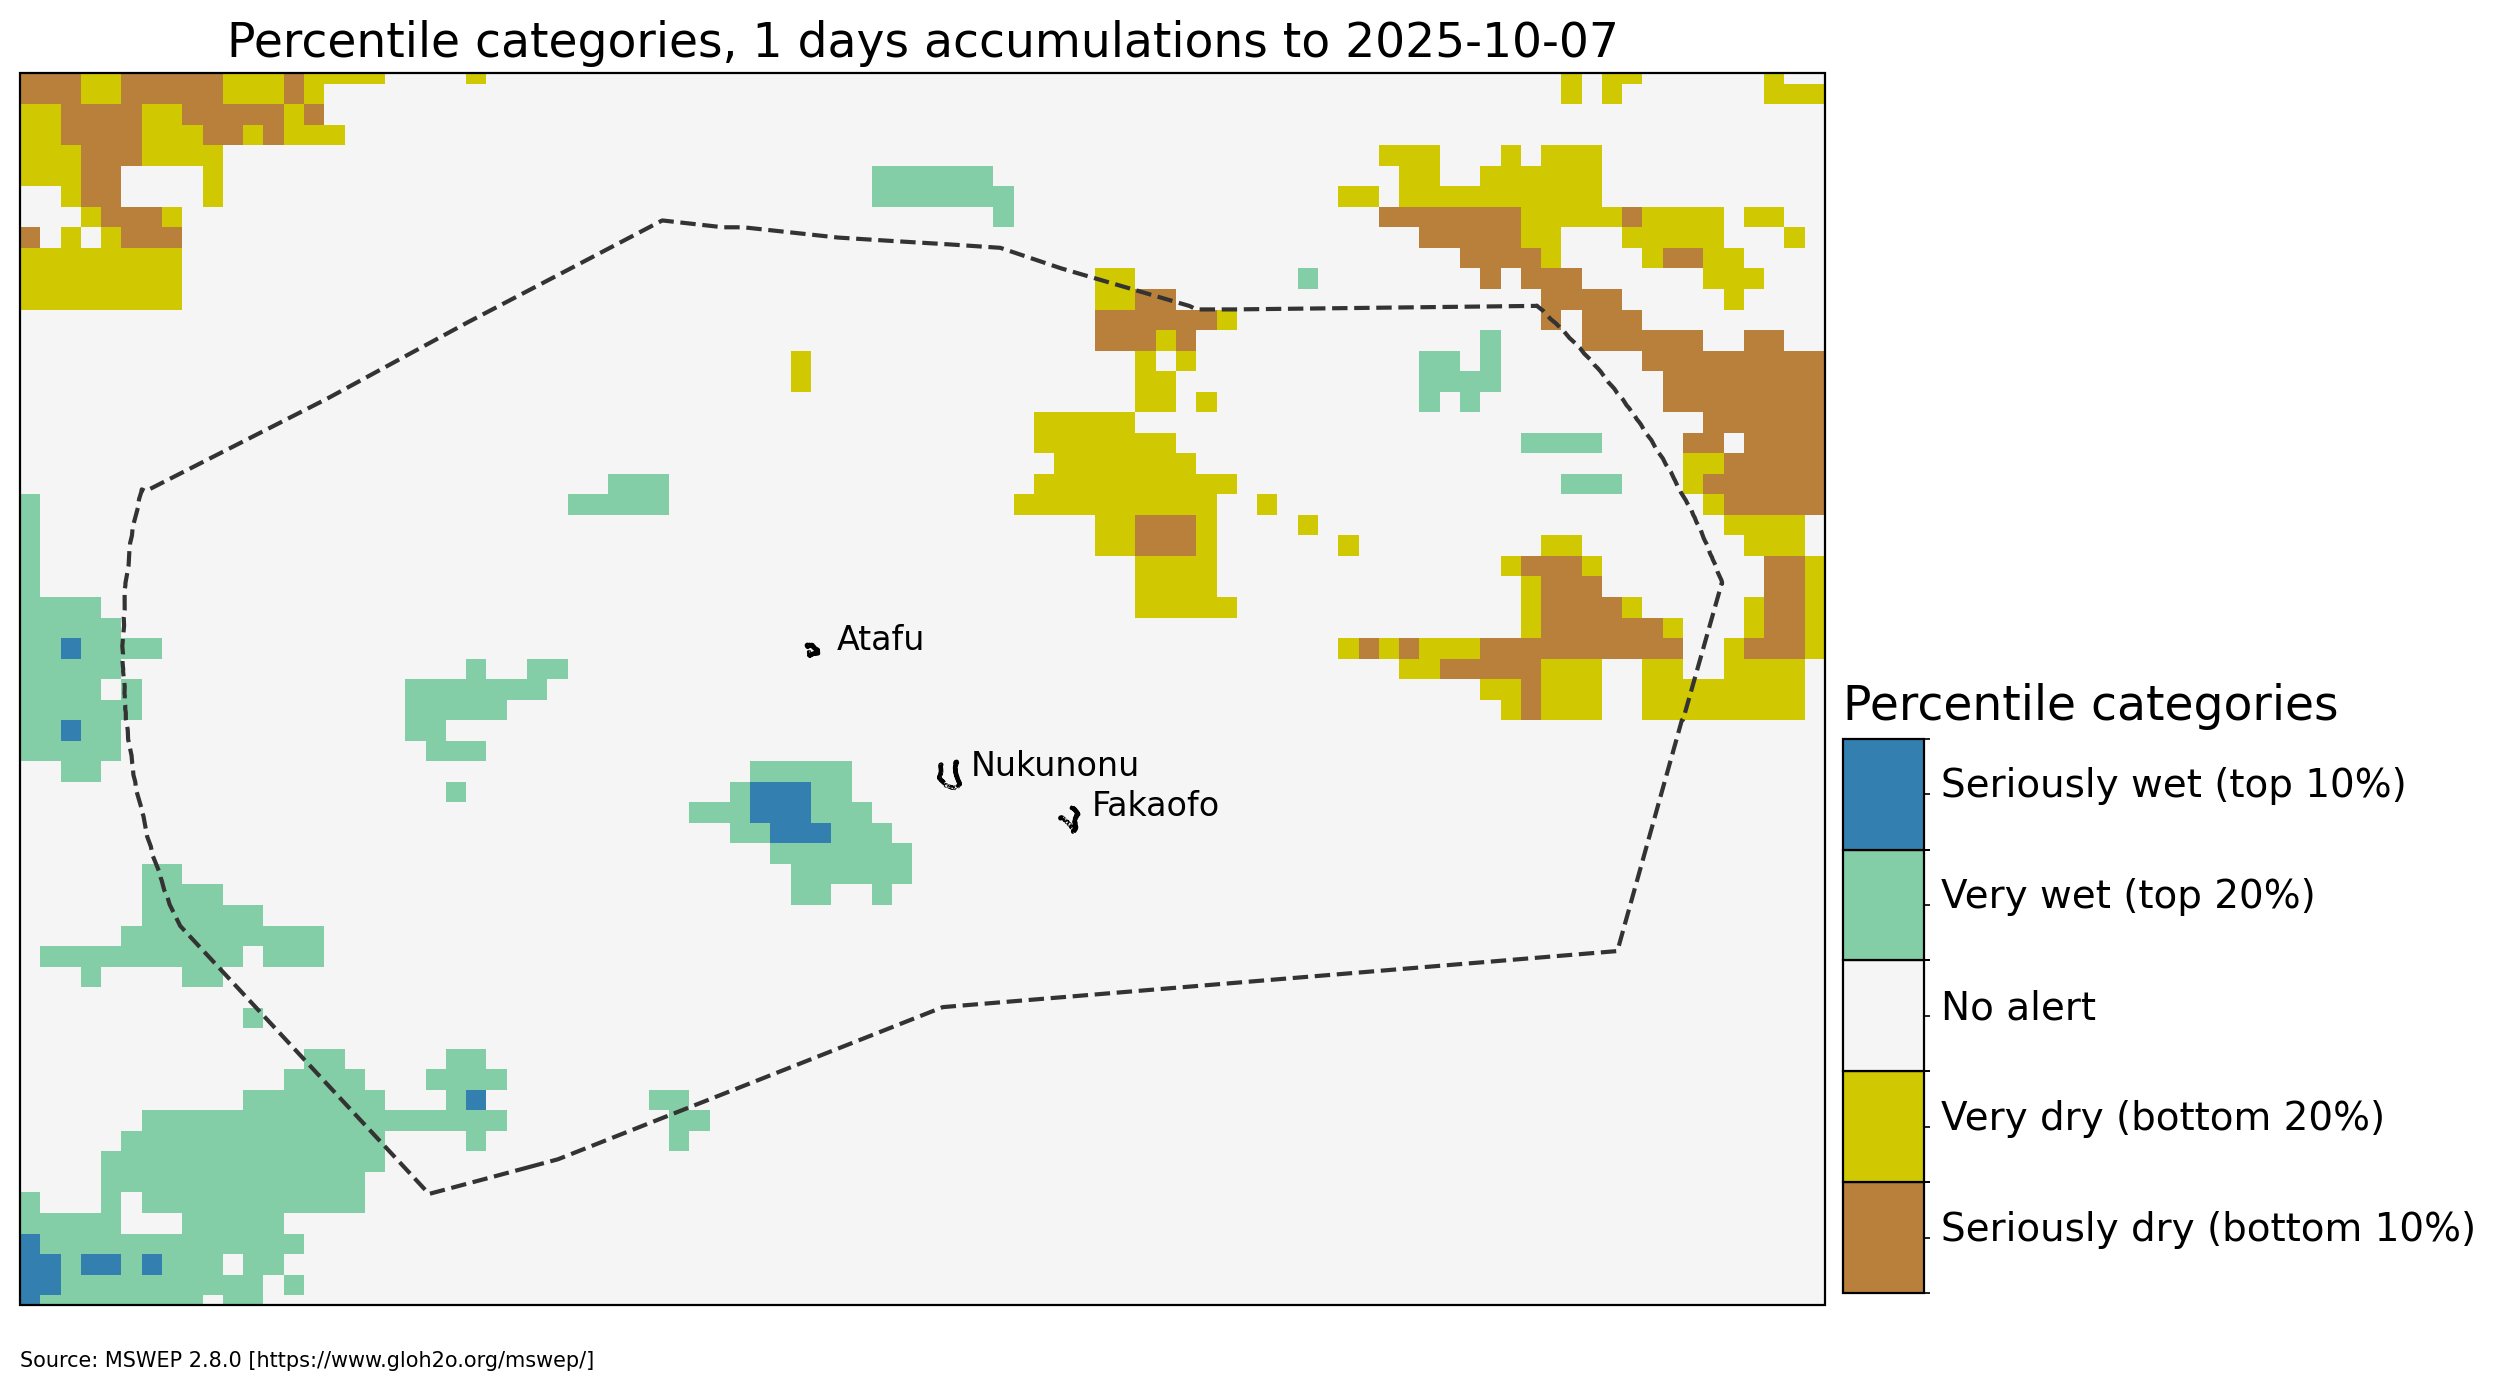 Percentile categories, 1 days accumulations to 2025-10-07
Atafu
Nukunonu
Fakaofo
Percentile categories
Seriously wet (top 10%)
Very wet (top 20%)
No alert
Very dry (bottom 20%)
Seriously dry (bottom 10%)
Source: MSWEP 2.8.0 [https://www.gloh2o.org/mswep/]